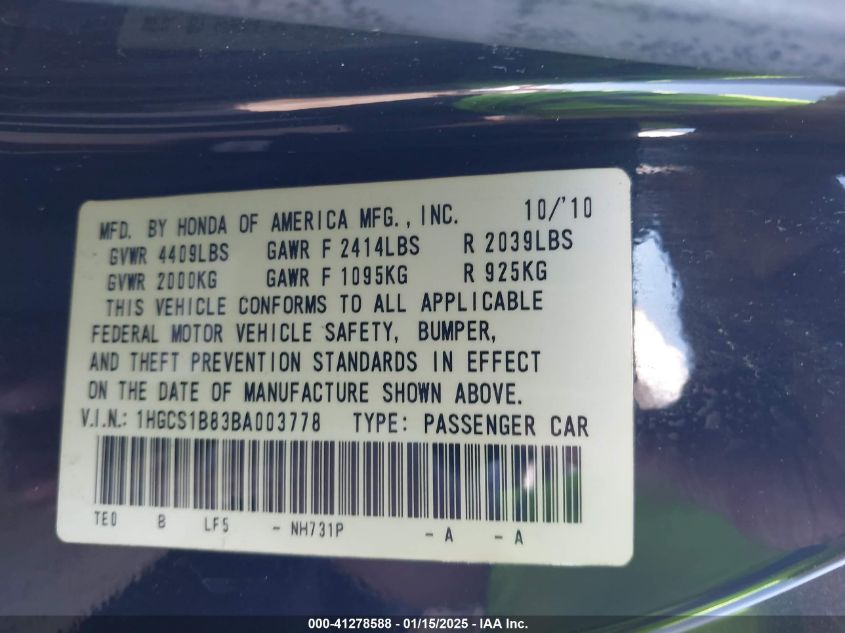 MFD. BY HONDA OF AMERICA MFG., INC. 10/'10
GVWR 4409LBS GAWR F 2414LBS R 2039LBS
GVWR 2000KG GAWR F 1095KG R 925KG
THIS VEHICLE CONFORMS TO ALL APPLICABLE
FEDERAL MOTOR VEHICLE SAFETY, BUMPER,
AND THEFT PREVENTION STANDARDS IN EFFECT
ON THE DATE OF MANUFACTURE SHOWN ABOVE.
V.I.N.: 1HGCS1B83BA003778 TYPE: PASSENGER CAR
TE0 B LF5 - NH731P - A - A
000-41278588 - 01/15/2025 - IAA Inc.